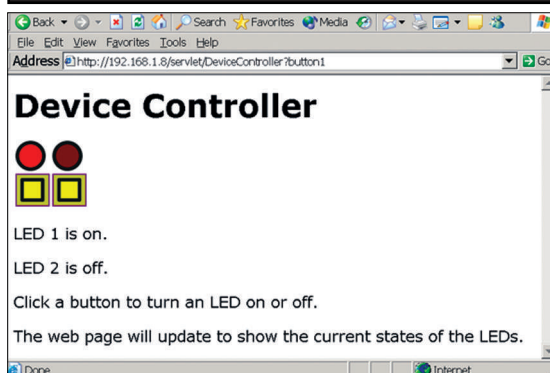 Back Search Favorites Media
File Edit View Favorites Tools Help
Address http://192.168.1.8/servlet/DeviceController?button1 Go
Device Controller
LED 1 is on.
LED 2 is off.
Click a button to turn an LED on or off.
The web page will update to show the current states of the LEDs.
Done Internet